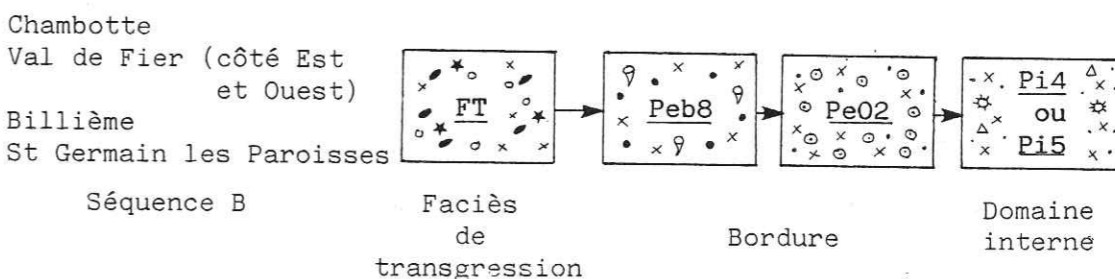 Chambotte
Val de Fier (côté Est
et Ouest)
Billième
St Germain les Paroisses
FT
Peb8
PeO2
Pi4
ou
Pi5
Séquence B
Faciès
de
transgression
Bordure
Domaine
interne